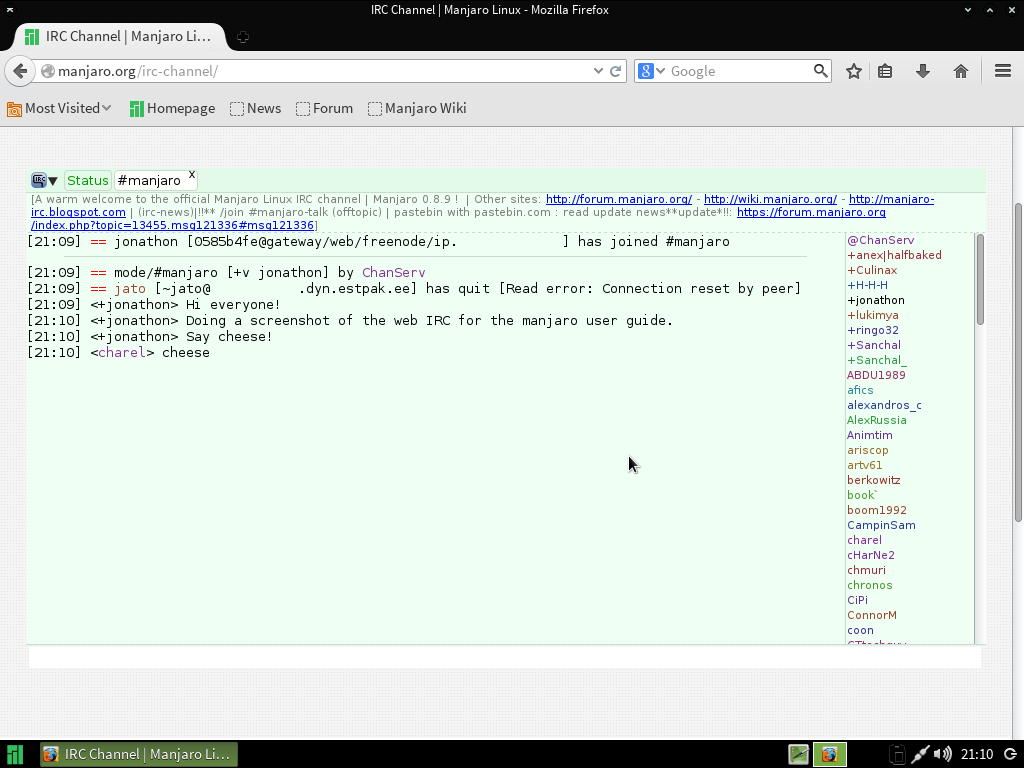 IRC Channel | Manjaro Linux - Mozilla Firefox
IRC Channel | Manjaro Li...
manjaro.org/irc-channel/
Google
Most Visited
Homepage
News
Forum
Manjaro Wiki
IRC
Status
#manjaro
X
[A warm welcome to the official Manjaro Linux IRC channel | Manjaro 0.8.9 ! | Other sites: http://forum.manjaro.org/ - http://wiki.manjaro.org/ - http://manjaro-
irc.blogspot.com | (irc-news)|!!** /join #manjaro-talk (offtopic) | pastebin with pastebin.com : read update news**update*!!: https://forum.manjaro.org
/index.php?topic=13455.msg121336#msg121336]
[21:09] == jonathon [0585b4fe@gateway/web/freenode/ip. ] has joined #manjaro
[21:09] == mode/#manjaro [+v jonathon] by ChanServ
[21:09] == jato [~jato@ .dyn.estpak.ee] has quit [Read error: Connection reset by peer]
[21:09] <+jonathon> Hi everyone!
[21:10] <+jonathon> Doing a screenshot of the web IRC for the manjaro user guide.
[21:10] <+jonathon> Say cheese!
[21:10] <charel> cheese
@ChanServ
+anex|halfbaked
+Culinax
+H-H-H
+jonathon
+lukimya
+ringo32
+Sanchal
+Sanchal_
ABDU1989
afics
alexandros_c
AlexRussia
Animtim
ariscop
artv61
berkowitz
book`
boom1992
CampinSam
charel
cHarNe2
chmuri
chronos
CiPi
ConnorM
coon
IRC Channel | Manjaro Li...
21:10